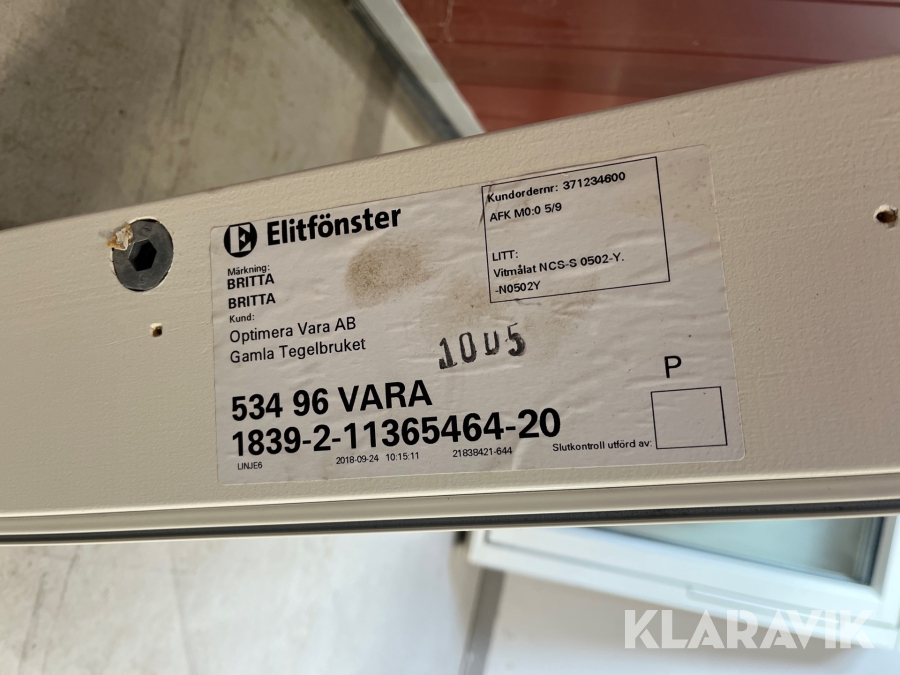 Elitfönster
Kundordernr: 371234600
AFK M0:0 5/9
LITT:
Vitmålat NCS-S 0502-Y.
-N0502Y
Märkning:
BRITTA
BRITTA
Kund:
Optimera Vara AB
Gamla Tegelbruket
1005
P
534 96 VARA
1839-2-11365464-20
Slutkontroll utförd av:
LINJE6 2018-09-24 10:15:11 21838421-644
KLARAVIK